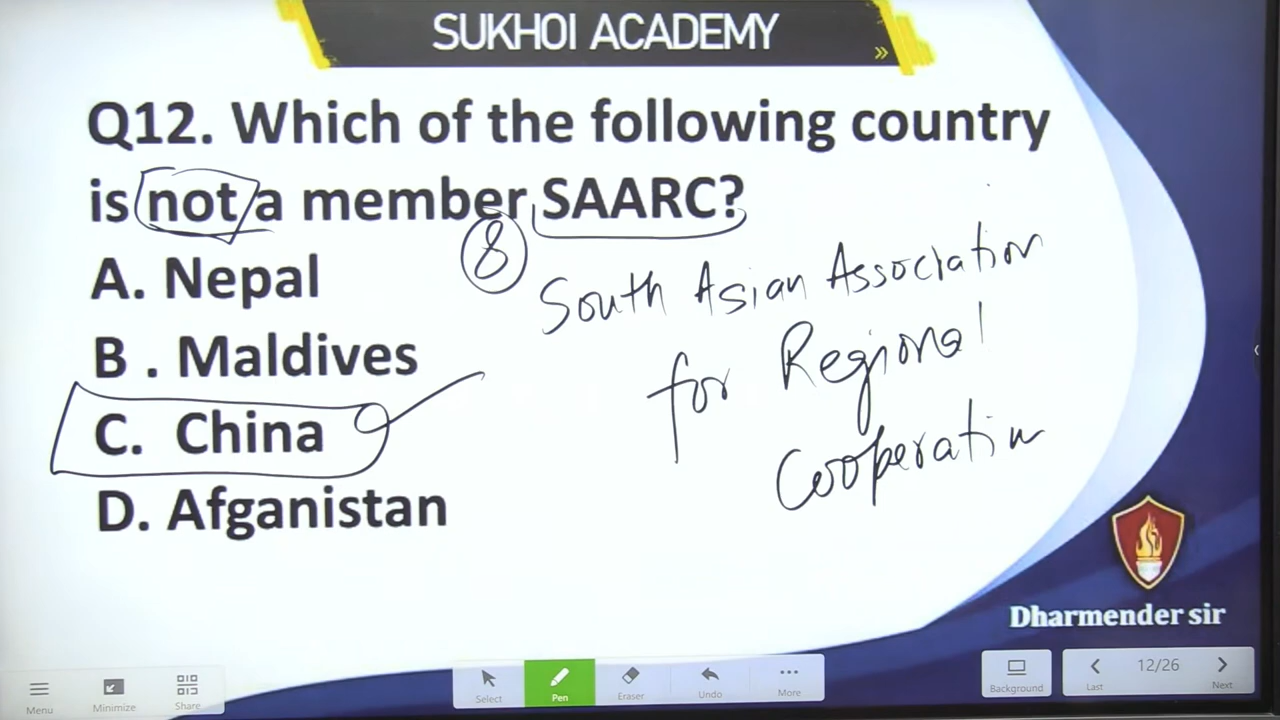 SUKHOI ACADEMY
Q12. Which of the following country
is not a member SAARC?
8
A. Nepal
South Asian Association
B . Maldives
for Regional
C. China
Cooperation
D. Afganistan
Dharmender sir
Menu
Minimize
Share
Select
Pen
Eraser
Undo
More
Background
Last
12/26
Next